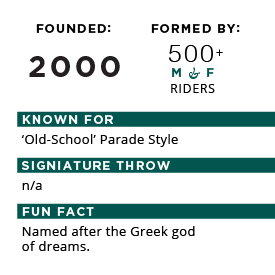 FOUNDED: FORMED BY:
2000 500+
M & F
RIDERS
KNOWN FOR
‘Old-School’ Parade Style
SIGNIATURE THROW
n/a
FUN FACT
Named after the Greek god
of dreams.